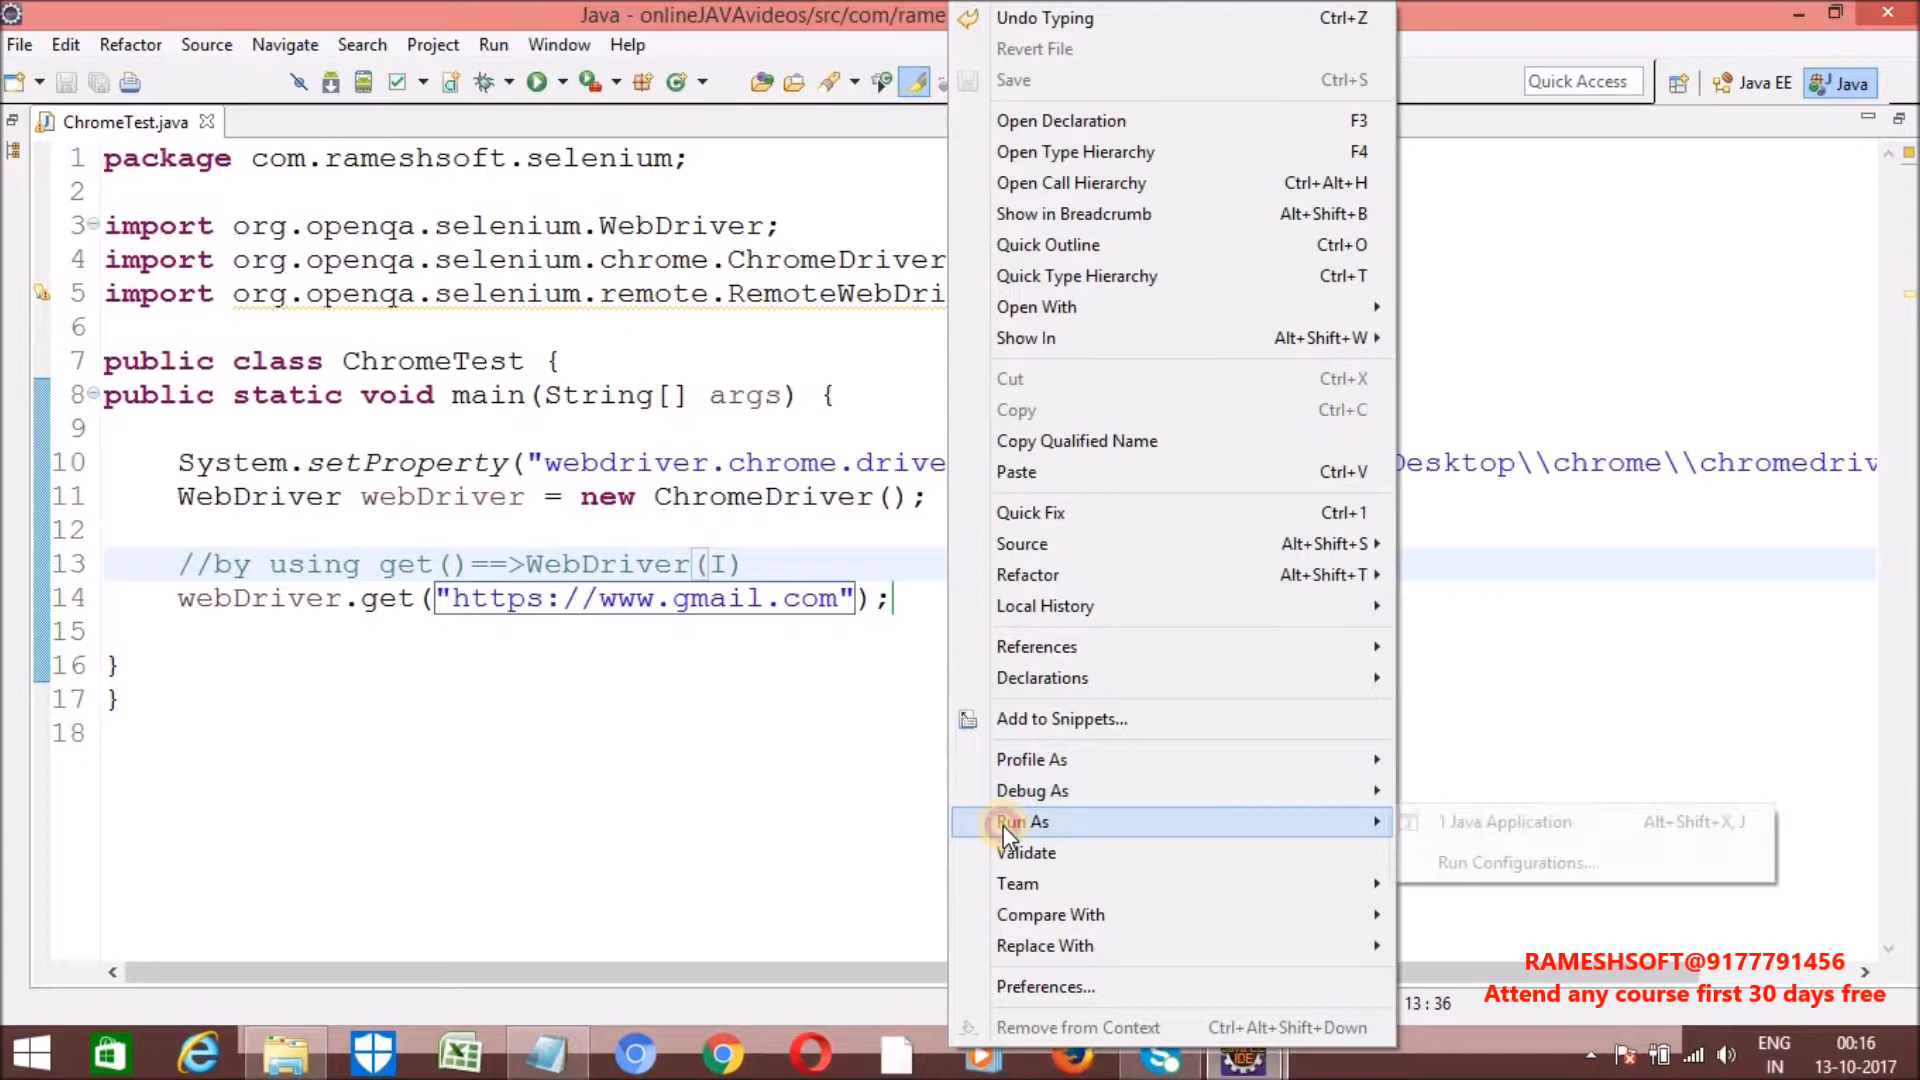 Java - onlineJAVAvideos/src/com/rame
File Edit Refactor Source Navigate Search Project Run Window Help
Quick Access Java EE Java
ChromeTest.java
1 package com.rameshsoft.selenium;
2
3 import org.openqa.selenium.WebDriver;
4 import org.openqa.selenium.chrome.ChromeDriver
5 import org.openqa.selenium.remote.RemoteWebDri
6
7 public class ChromeTest {
8 public static void main(String[] args) {
9
10 System.setProperty("webdriver.chrome.drive Desktop\\chrome\\chromedriv
11 WebDriver webDriver = new ChromeDriver();
12
13 //by using get()==>WebDriver(I)
14 webDriver.get("https://www.gmail.com");
15
16 }
17 }
18
Undo Typing Ctrl+Z
Revert File
Save Ctrl+S
Open Declaration F3
Open Type Hierarchy F4
Open Call Hierarchy Ctrl+Alt+H
Show in Breadcrumb Alt+Shift+B
Quick Outline Ctrl+O
Quick Type Hierarchy Ctrl+T
Open With
Show In Alt+Shift+W
Cut Ctrl+X
Copy Ctrl+C
Copy Qualified Name
Paste Ctrl+V
Quick Fix Ctrl+1
Source Alt+Shift+S
Refactor Alt+Shift+T
Local History
References
Declarations
Add to Snippets...
Profile As
Debug As
Run As
Validate
Team
Compare With
Replace With
Preferences...
Remove from Context Ctrl+Alt+Shift+Down
1 Java Application Alt+Shift+X, J
Run Configurations...
RAMESHSOFT@9177791456
Attend any course first 30 days free
13:36
ENG
IN
00:16
13-10-2017